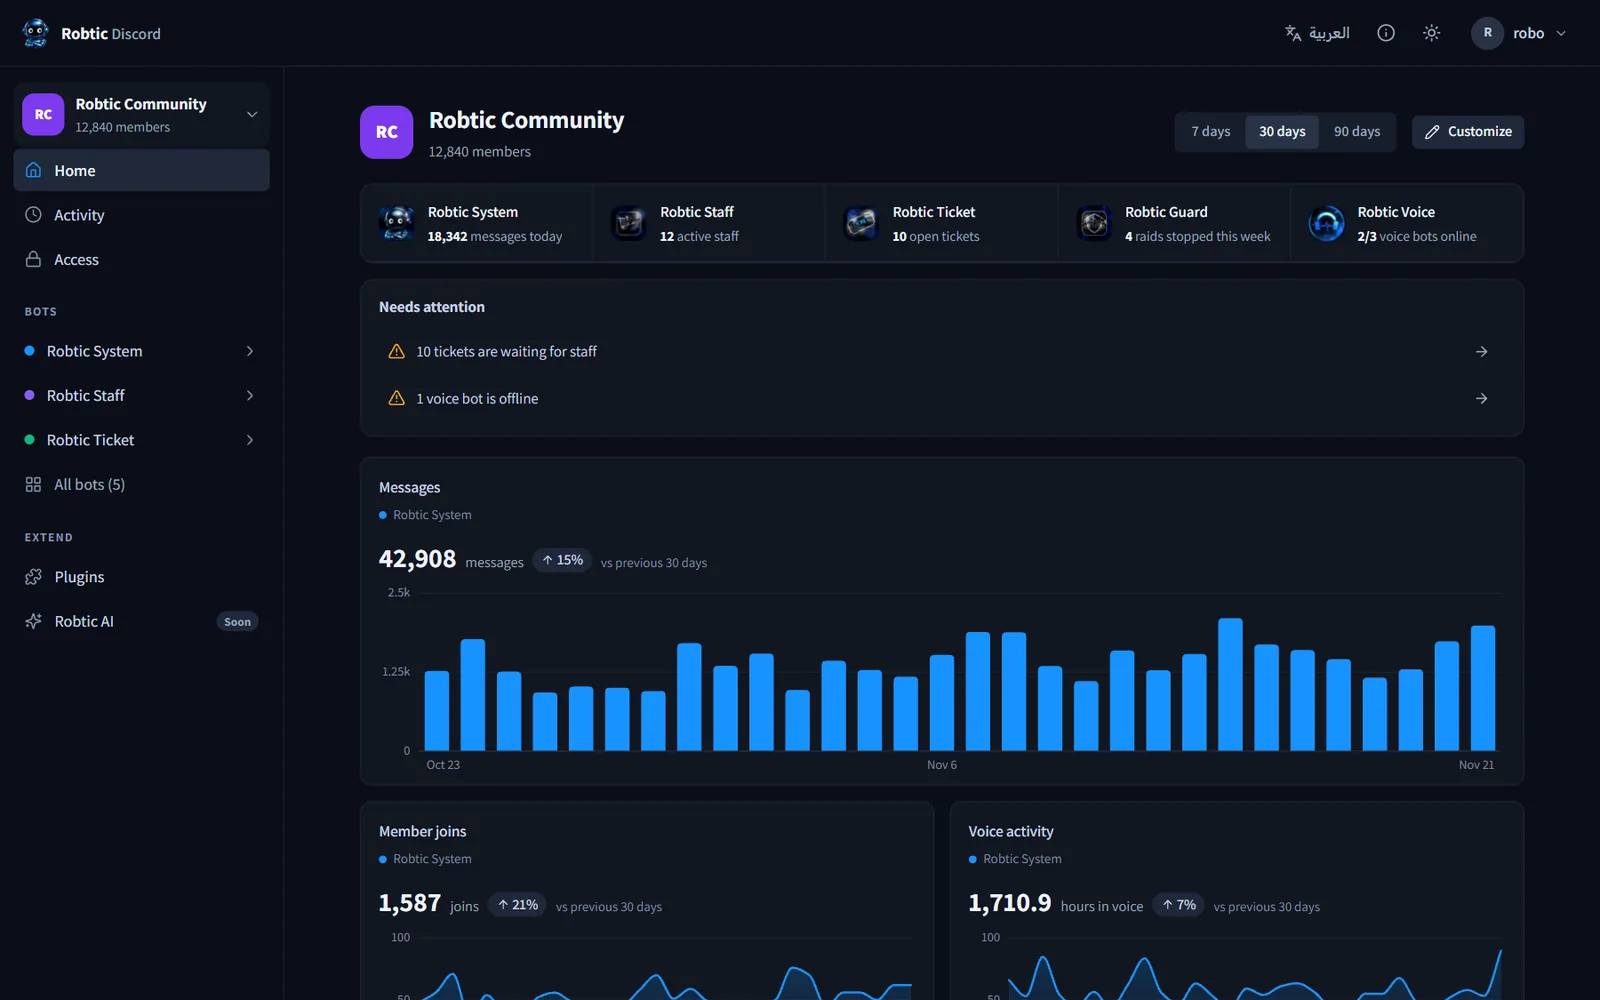 Robtic Discord
العربية
R
robo
RC
Robtic Community
12,840 members
Home
Activity
Access
BOTS
Robtic System
Robtic Staff
Robtic Ticket
All bots (5)
EXTEND
Plugins
Robtic AI
Soon
RC
Robtic Community
12,840 members
7 days
30 days
90 days
Customize
Robtic System
18,342 messages today
Robtic Staff
12 active staff
Robtic Ticket
10 open tickets
Robtic Guard
4 raids stopped this week
Robtic Voice
2/3 voice bots online
Needs attention
10 tickets are waiting for staff
1 voice bot is offline
Messages
Robtic System
42,908 messages ↑ 15% vs previous 30 days
2.5k
1.25k
0
Oct 23
Nov 6
Nov 21
Member joins
Robtic System
1,587 joins ↑ 21% vs previous 30 days
100
50
Voice activity
Robtic System
1,710.9 hours in voice ↑ 7% vs previous 30 days
100
50